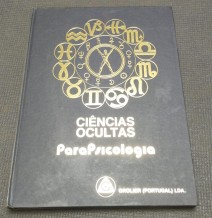 CIÊNCIAS
OCULTAS
ParaPsicologia
GROLIER (PORTUGAL) LDA.